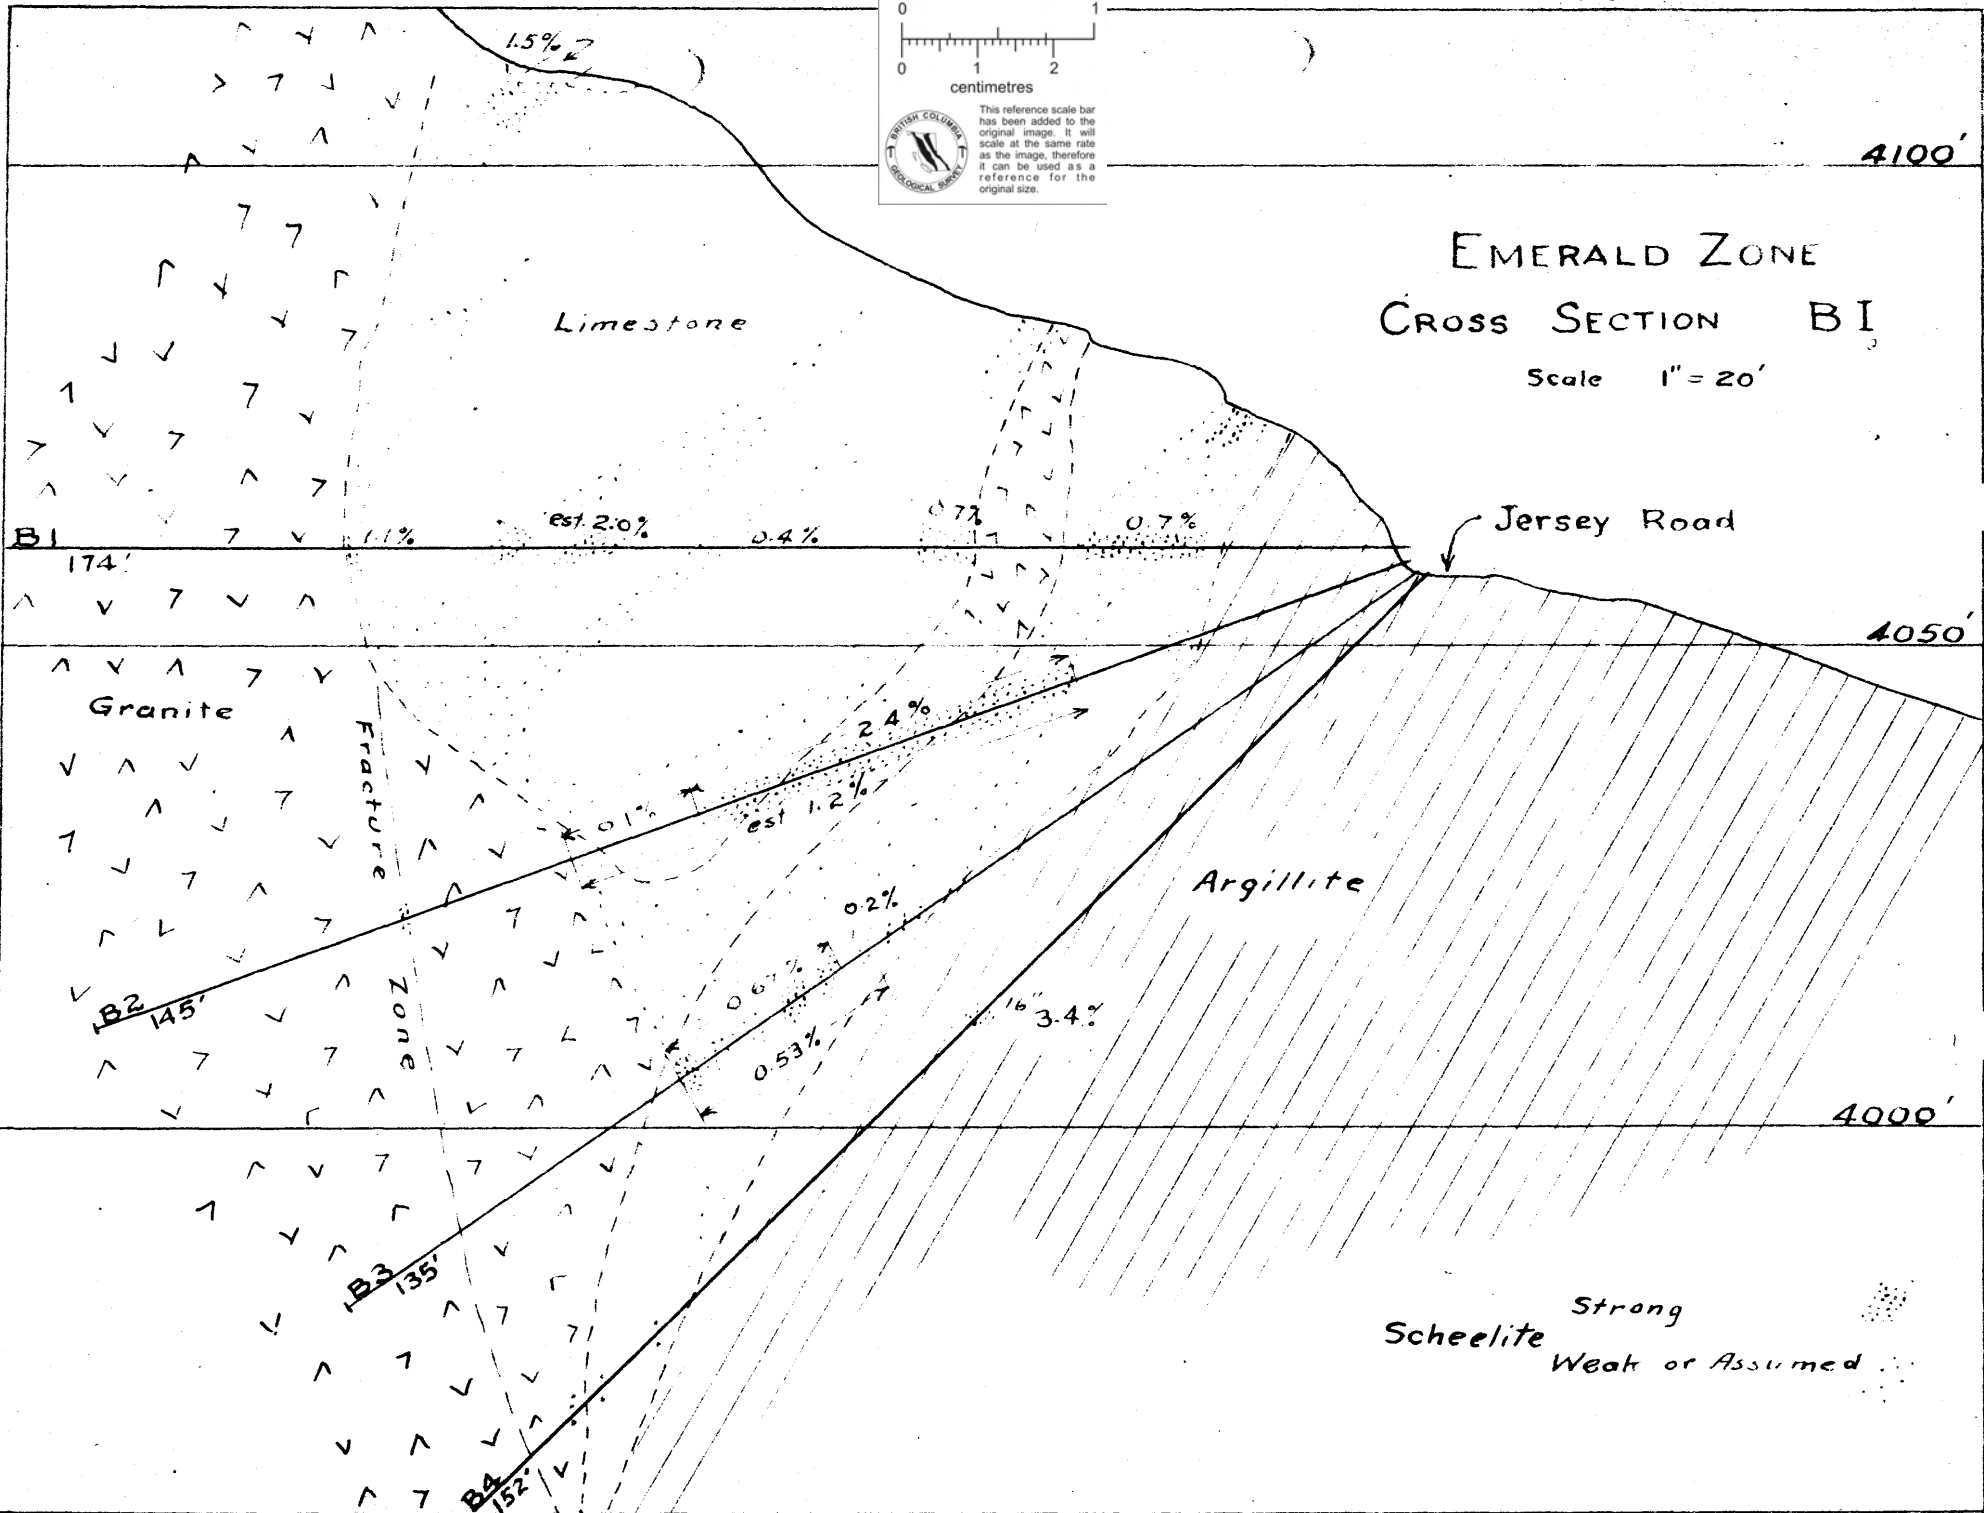 0 1
0 1 2
centimetres
This reference scale bar
has been added to the
original image. It will
scale at the same rate
as the image, therefore
it can be used as a
reference for the
original size.
BRITISH COLUMBIA
GEOLOGICAL SURVEY
1.5%
4100'
EMERALD ZONE
CROSS SECTION B I
Scale 1" = 20'
Limestone
B1
174'
1.1%
est. 2.0%
0.4%
0.7%
0.7%
Jersey Road
4050'
Granite
Fracture
Zone
2.4%
est 1.2%
0.1%
Argillite
0.2%
0.67%
0.53%
16" 3.4%
B2
145'
4000'
B3
135'
Strong
Scheelite
Weak or Assumed
B4
152'